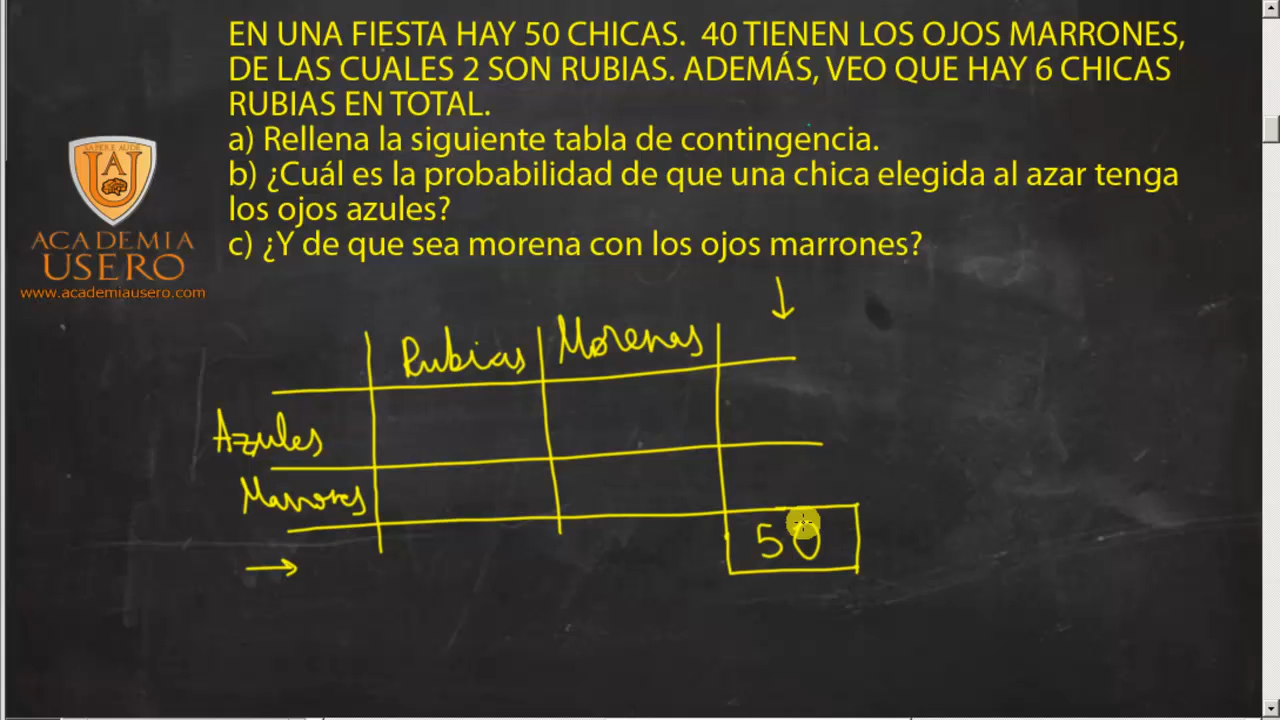 EN UNA FIESTA HAY 50 CHICAS. 40 TIENEN LOS OJOS MARRONES,
DE LAS CUALES 2 SON RUBIAS. ADEMÁS, VEO QUE HAY 6 CHICAS
RUBIAS EN TOTAL.
a) Rellena la siguiente tabla de contingencia.
b) ¿Cuál es la probabilidad de que una chica elegida al azar tenga
los ojos azules?
c) ¿Y de que sea morena con los ojos marrones?
SAPERE AUDE
UAI
ACADEMIA
USERO
www.academiausero.com
Rubias Morenas
Azules
Marrones
50